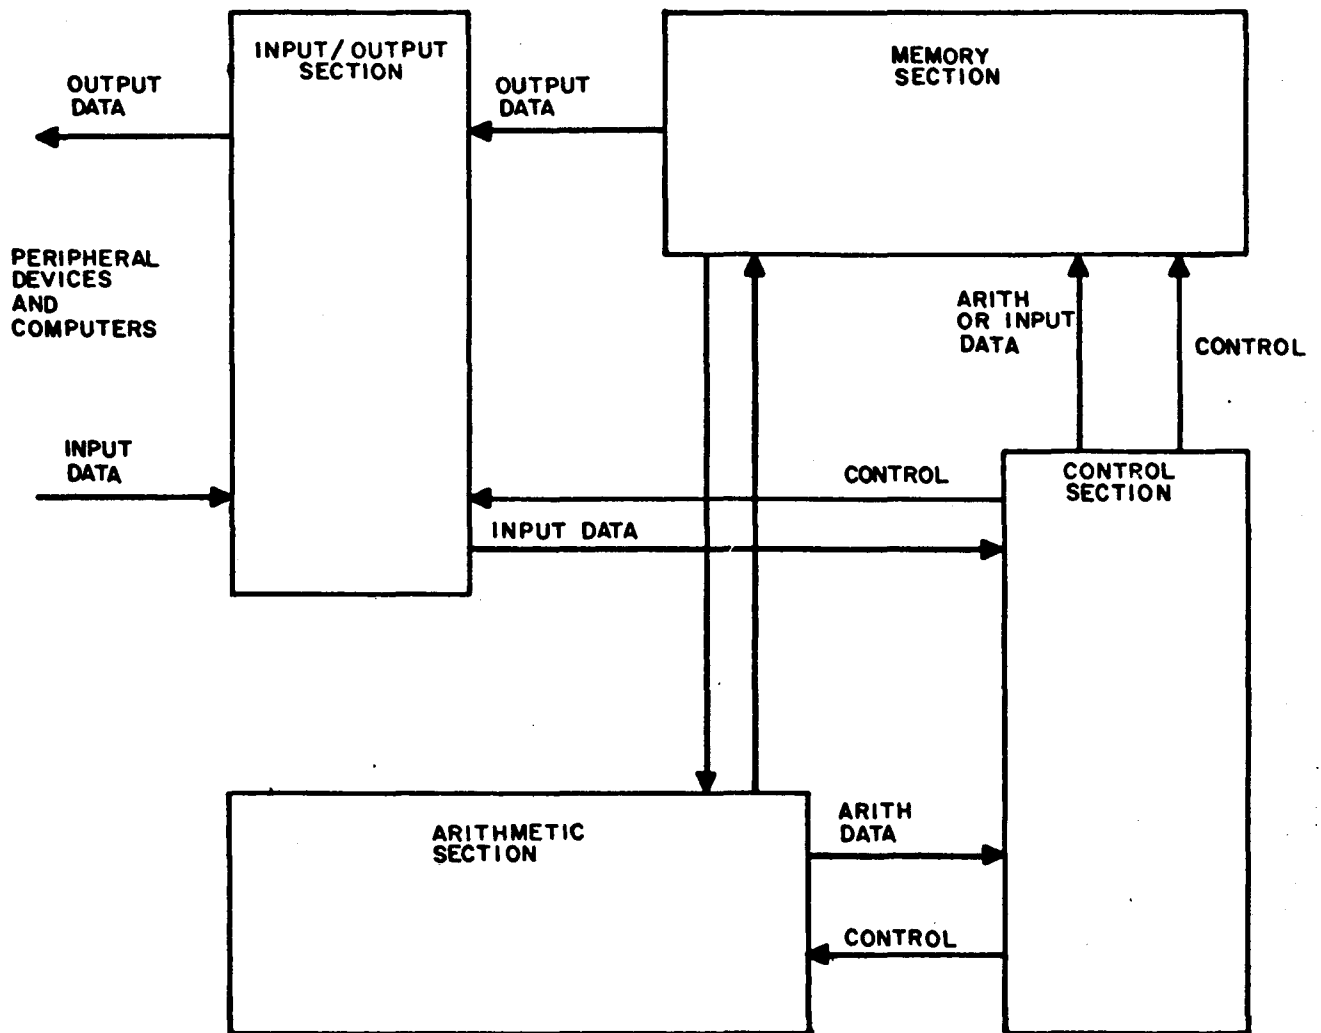 INPUT/OUTPUT
SECTION
MEMORY
SECTION
OUTPUT
DATA
OUTPUT
DATA
PERIPHERAL
DEVICES
AND
COMPUTERS
ARITH
OR INPUT
DATA
CONTROL
INPUT
DATA
CONTROL
CONTROL
SECTION
INPUT DATA
ARITHMETIC
SECTION
ARITH
DATA
CONTROL